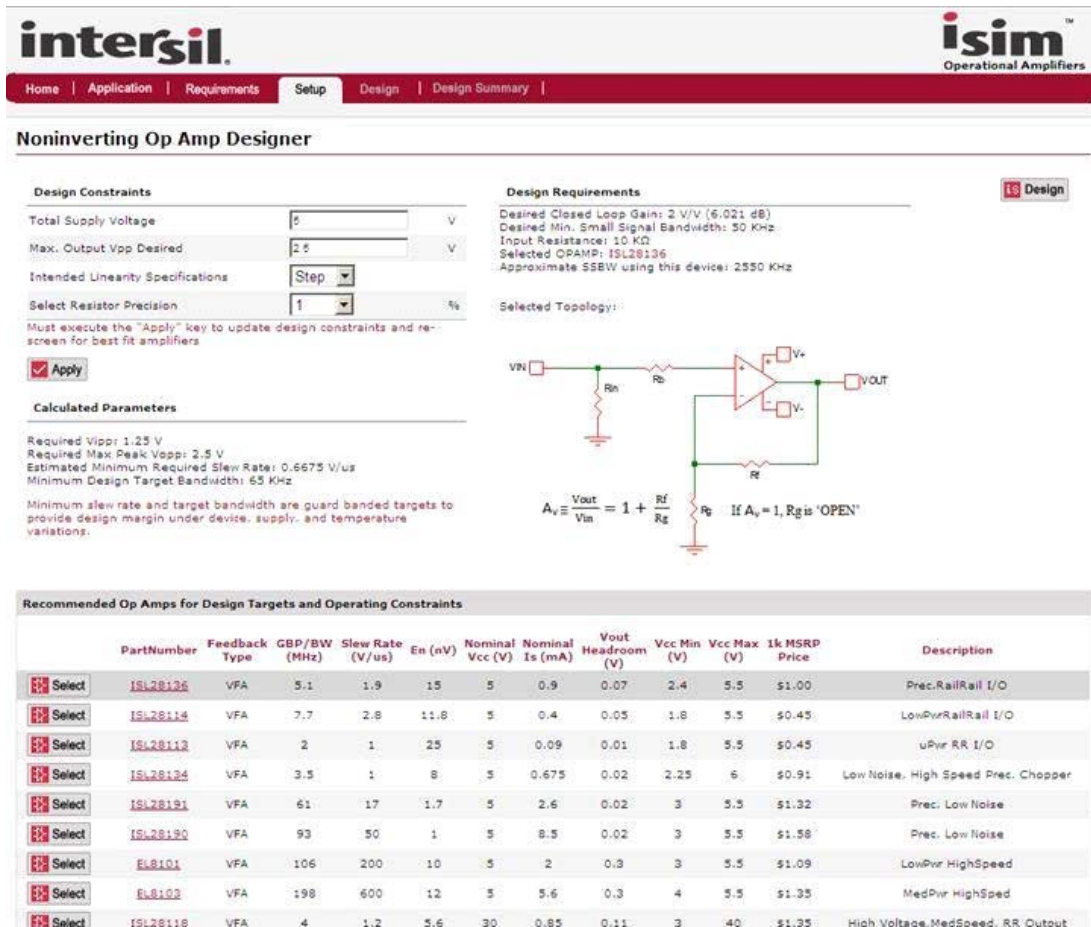 intersil.
isim™
Operational Amplifiers
Home | Application | Requirements Setup Design | Design Summary |
Noninverting Op Amp Designer
Design Constraints
Total Supply Voltage V
Max. Output Vpp Desired 2.5 V
Intended Linearity Specifications Step
Select Resistor Precision 1 %
Must execute the "Apply" key to update design constraints and re-
screen for best fit amplifiers
Apply
Calculated Parameters
Required Vipp: 1.25 V
Required Max Peak Vopp: 2.5 V
Estimated Minimum Required Slew Rate: 0.6675 V/us
Minimum Design Target Bandwidth: 65 KHz
Minimum slew rate and target bandwidth are guard banded targets to
provide design margin under device, supply, and temperature
variations.
Design Requirements
Design
Desired Closed Loop Gain: 2 V/V (6.021 dB)
Desired Min. Small Signal Bandwidth: 50 KHz
Input Resistance: 10 KΩ
Selected OPAMP: ISL28136
Approximate SSBW using this device: 2550 KHz
Selected Topology:
VIN
Rin
Rb
+
-
V+
V-
VOUT
Rf
Rg
Av ≡ Vout/Vin = 1 + Rf/Rg
If Av = 1, Rg is 'OPEN'
Recommended Op Amps for Design Targets and Operating Constraints
PartNumber Feedback Type GBP/BW (MHz) Slew Rate (V/us) En (nV) Nominal Vcc (V) Nominal Is (mA) Vout Headroom (V) Vcc Min (V) Vcc Max (V) 1k MSRP Price Description
Select ISL28136 VFA 5.1 1.9 15 5 0.9 0.07 2.4 5.5 $1.00 Prec.RailRail I/O
Select ISL28114 VFA 7.7 2.8 11.8 5 0.4 0.05 1.8 5.5 $0.45 LowPwrRailRail I/O
Select ISL28113 VFA 2 1 25 5 0.09 0.01 1.8 5.5 $0.45 uPwr RR I/O
Select ISL28134 VFA 3.5 1 8 5 0.675 0.02 2.25 6 $0.91 Low Noise, High Speed Prec. Chopper
Select ISL28191 VFA 61 17 1.7 5 2.6 0.02 3 5.5 $1.32 Prec. Low Noise
Select ISL28190 VFA 93 50 1 5 8.5 0.02 3 5.5 $1.58 Prec. Low Noise
Select EL8101 VFA 106 200 10 5 2 0.3 3 5.5 $1.09 LowPwr HighSpeed
Select EL8103 VFA 198 600 12 5 5.6 0.3 4 5.5 $1.35 MedPwr HighSped
Select ISL28118 VFA 4 1.2 5.6 30 0.85 0.11 3 40 $1.35 High Voltage,MedSpeed, RR Output